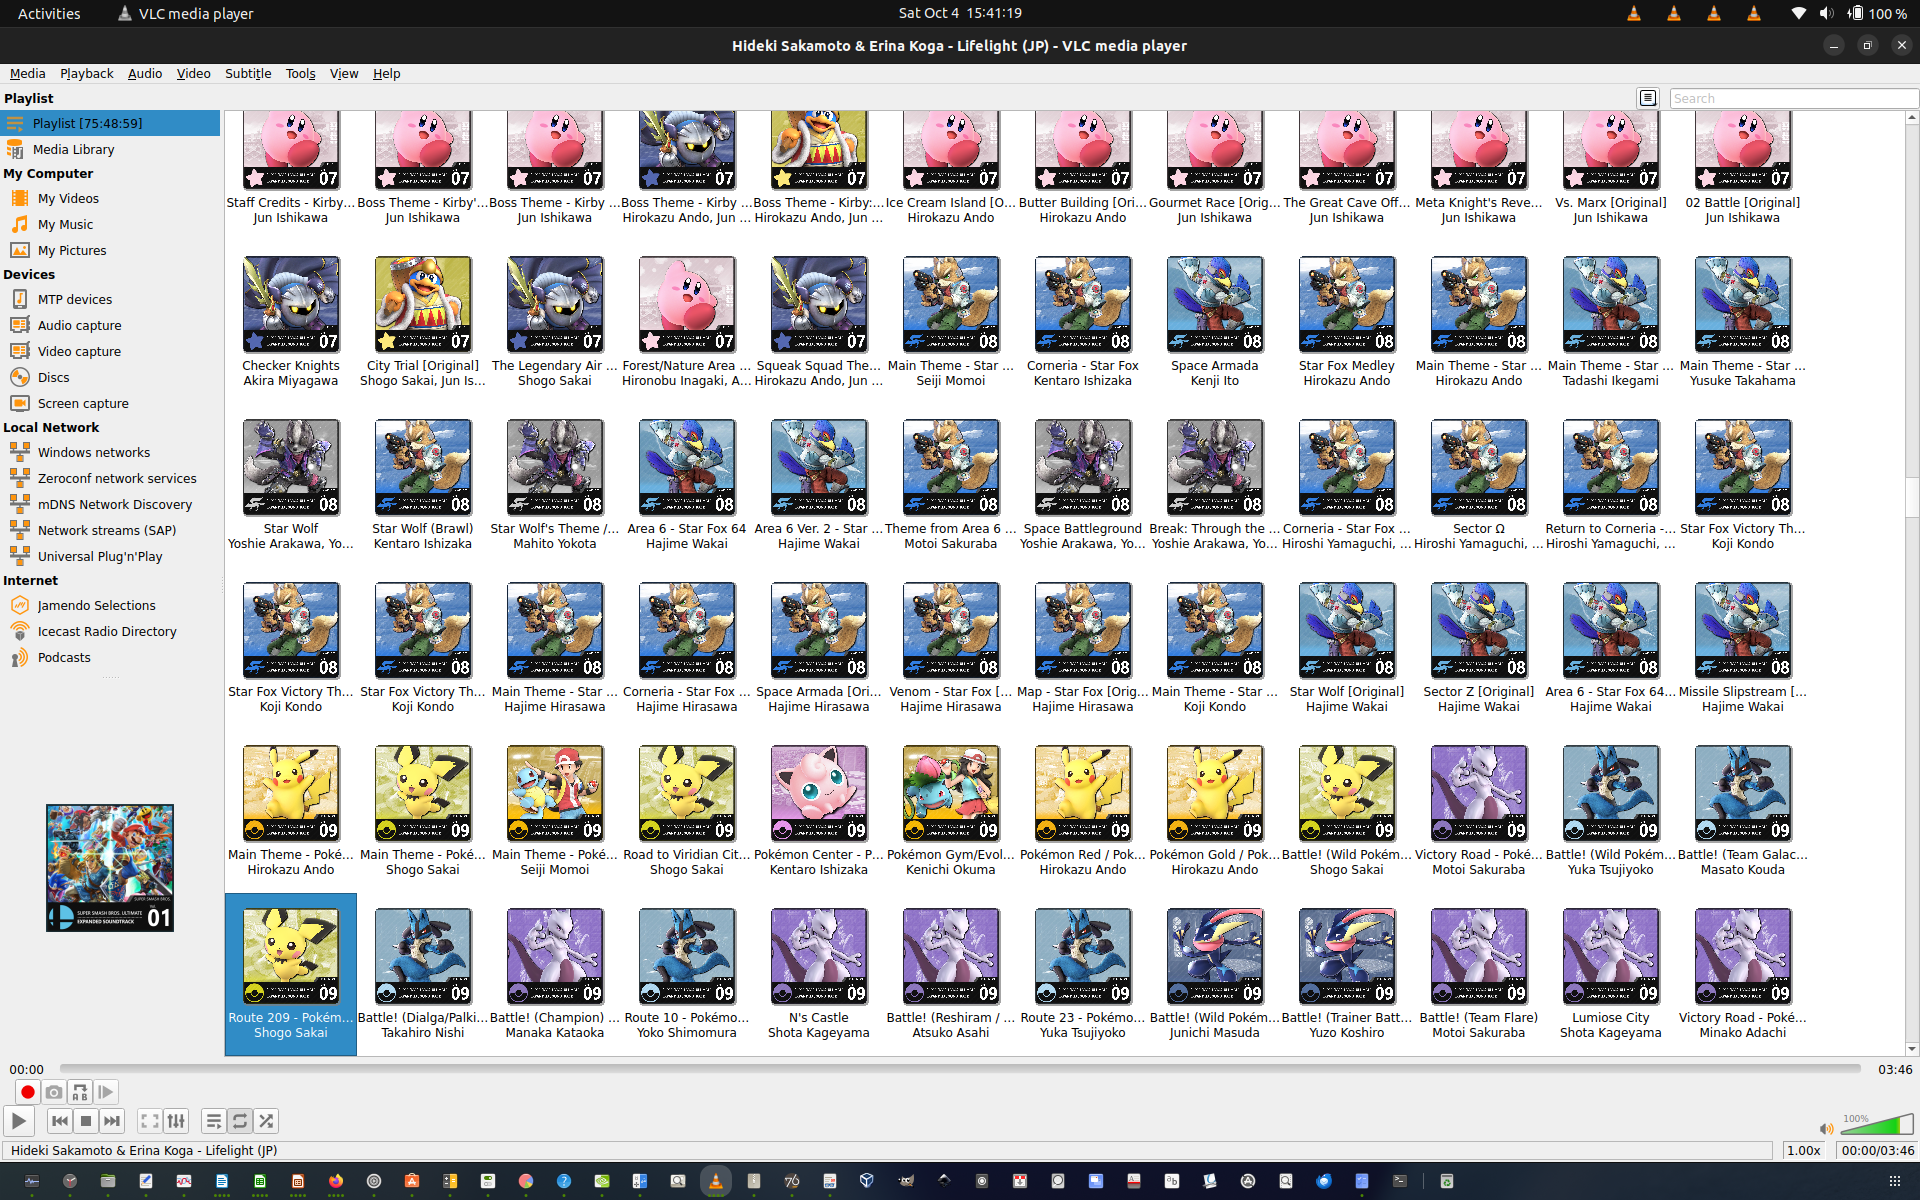 Activities
VLC media player
Sat Oct 4 15:41:19
100 %
Hideki Sakamoto & Erina Koga - Lifelight (JP) - VLC media player
Media Playback Audio Video Subtitle Tools View Help
Playlist
Search
Playlist [75:48:59]
Media Library
My Computer
My Videos
My Music
My Pictures
Devices
MTP devices
Audio capture
Video capture
Discs
Screen capture
Local Network
Windows networks
Zeroconf network services
mDNS Network Discovery
Network streams (SAP)
Universal Plug'n'Play
Internet
Jamendo Selections
Icecast Radio Directory
Podcasts
SUPER SMASH BROS. ULTIMATE
EXPANDED SOUNDTRACK
01
07 07 07 07 07 07 07 07 07 07 07 07
Staff Credits - Kirby... Boss Theme - Kirby'... Boss Theme - Kirby ... Boss Theme - Kirby ... Boss Theme - Kirby:... Ice Cream Island [O... Butter Building [Ori... Gourmet Race [Orig... The Great Cave Off... Meta Knight's Reve... Vs. Marx [Original] 02 Battle [Original]
Jun Ishikawa Jun Ishikawa Jun Ishikawa Hirokazu Ando, Jun ... Hirokazu Ando, Jun ... Hirokazu Ando Hirokazu Ando Jun Ishikawa Jun Ishikawa Jun Ishikawa Jun Ishikawa Jun Ishikawa
07 07 07 07 07 08 08 08 08 08 08 08
Checker Knights City Trial [Original] The Legendary Air ... Forest/Nature Area ... Squeak Squad The... Main Theme - Star ... Corneria - Star Fox Space Armada Star Fox Medley Main Theme - Star ... Main Theme - Star ... Main Theme - Star ...
Akira Miyagawa Shogo Sakai, Jun Is... Shogo Sakai Hironobu Inagaki, A... Hirokazu Ando, Jun ... Seiji Momoi Kentaro Ishizaka Kenji Ito Hirokazu Ando Hirokazu Ando Tadashi Ikegami Yusuke Takahama
08 08 08 08 08 08 08 08 08 08 08 08
Star Wolf Star Wolf (Brawl) Star Wolf's Theme /... Area 6 - Star Fox 64 Area 6 Ver. 2 - Star ... Theme from Area 6 ... Space Battleground Break: Through the ... Corneria - Star Fox ... Sector Ω Return to Corneria -... Star Fox Victory Th...
Yoshie Arakawa, Yo... Kentaro Ishizaka Mahito Yokota Hajime Wakai Hajime Wakai Motoi Sakuraba Yoshie Arakawa, Yo... Yoshie Arakawa, Yo... Hiroshi Yamaguchi, ... Hiroshi Yamaguchi, ... Hiroshi Yamaguchi, ... Koji Kondo
08 08 08 08 08 08 08 08 08 08 08 08
Star Fox Victory Th... Star Fox Victory Th... Main Theme - Star ... Corneria - Star Fox ... Space Armada [Ori... Venom - Star Fox [... Map - Star Fox [Orig... Main Theme - Star ... Star Wolf [Original] Sector Z [Original] Area 6 - Star Fox 64... Missile Slipstream [...
Koji Kondo Koji Kondo Hajime Hirasawa Hajime Hirasawa Hajime Hirasawa Hajime Hirasawa Hajime Hirasawa Koji Kondo Hajime Wakai Hajime Wakai Hajime Wakai Hajime Wakai
09 09 09 09 09 09 09 09 09 09 09 09
Main Theme - Poké... Main Theme - Poké... Main Theme - Poké... Road to Viridian Cit... Pokémon Center - P... Pokémon Gym/Evol... Pokémon Red / Pok... Pokémon Gold / Pok... Battle! (Wild Pokém... Victory Road - Poké... Battle! (Wild Pokém... Battle! (Team Galac...
Hirokazu Ando Shogo Sakai Seiji Momoi Shogo Sakai Kentaro Ishizaka Kenichi Okuma Hirokazu Ando Hirokazu Ando Shogo Sakai Motoi Sakuraba Yuka Tsujiyoko Masato Kouda
09 09 09 09 09 09 09 09 09 09 09 09
Route 209 - Pokém... Battle! (Dialga/Palki... Battle! (Champion) ... Route 10 - Pokémo... N's Castle Battle! (Reshiram / ... Route 23 - Pokémo... Battle! (Wild Pokém... Battle! (Trainer Batt... Battle! (Team Flare) Lumiose City Victory Road - Poké...
Shogo Sakai Takahiro Nishi Manaka Kataoka Yoko Shimomura Shota Kageyama Atsuko Asahi Yuka Tsujiyoko Junichi Masuda Yuzo Koshiro Motoi Sakuraba Shota Kageyama Minako Adachi
00:00
03:46
100%
Hideki Sakamoto & Erina Koga - Lifelight (JP)
1.00x
00:00/03:46